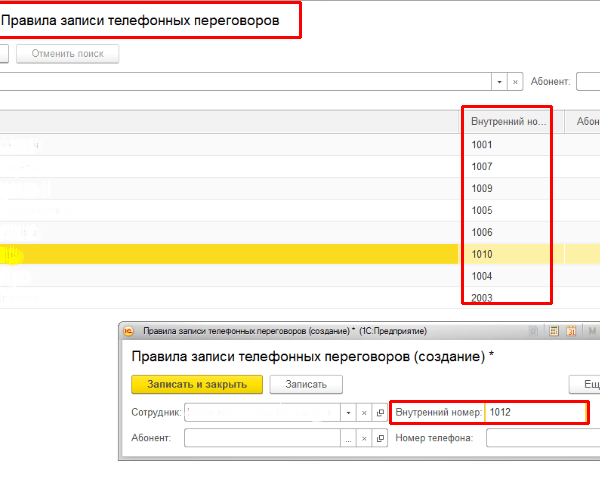 Правила записи телефонных переговоров
Отменить поиск
Абонент:
Внутренний но...
1001
1007
1009
1005
1006
1010
1004
2003
Правила записи телефонных переговоров (создание) * (1С:Предприятие)
M
Правила записи телефонных переговоров (создание) *
Записать и закрыть Записать
Сотрудник: Внутренний номер: 1012
Абонент: ... Номер телефона: